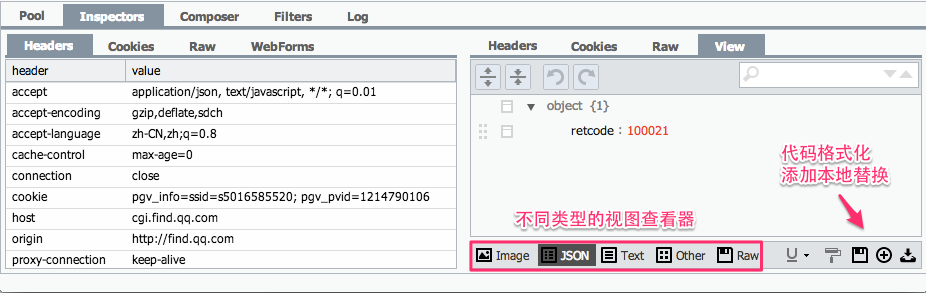 Pool Inspectors Composer Filters Log
Headers Cookies Raw WebForms
header value
accept application/json, text/javascript, */*; q=0.01
accept-encoding gzip,deflate,sdch
accept-language zh-CN,zh;q=0.8
cache-control max-age=0
connection close
cookie pgv_info=ssid=s5016585520; pgv_pvid=1214790106
host cgi.find.qq.com
origin http://find.qq.com
proxy-connection keep-alive
Headers Cookies Raw View
object {1}
retcode : 100021
代码格式化
添加本地替换
不同类型的视图查看器
Image JSON Text Other Raw U